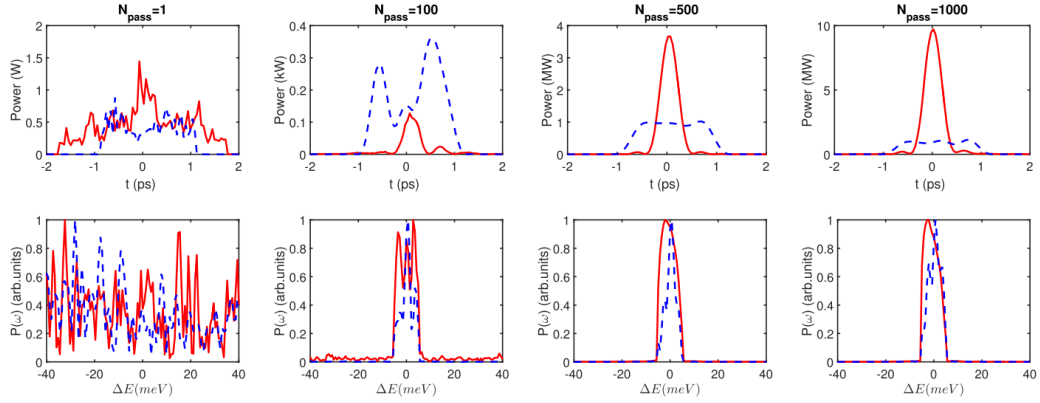 N_pass=1
N_pass=100
N_pass=500
N_pass=1000
Power (W)
2
1.5
1
0.5
0
-2 -1 0 1 2
t (ps)
Power (kW)
0.4
0.3
0.2
0.1
0
-2 -1 0 1 2
t (ps)
Power (MW)
4
3
2
1
0
-2 -1 0 1 2
t (ps)
Power (MW)
10
5
0
-2 -1 0 1 2
t (ps)
P(ω) (arb.units)
1
0.8
0.6
0.4
0.2
0
-40 -20 0 20 40
ΔE(meV)
P(ω) (arb.units)
1
0.8
0.6
0.4
0.2
0
-40 -20 0 20 40
ΔE(meV)
P(ω) (arb.units)
1
0.8
0.6
0.4
0.2
0
-40 -20 0 20 40
ΔE(meV)
P(ω) (arb.units)
1
0.8
0.6
0.4
0.2
0
-40 -20 0 20 40
ΔE(meV)